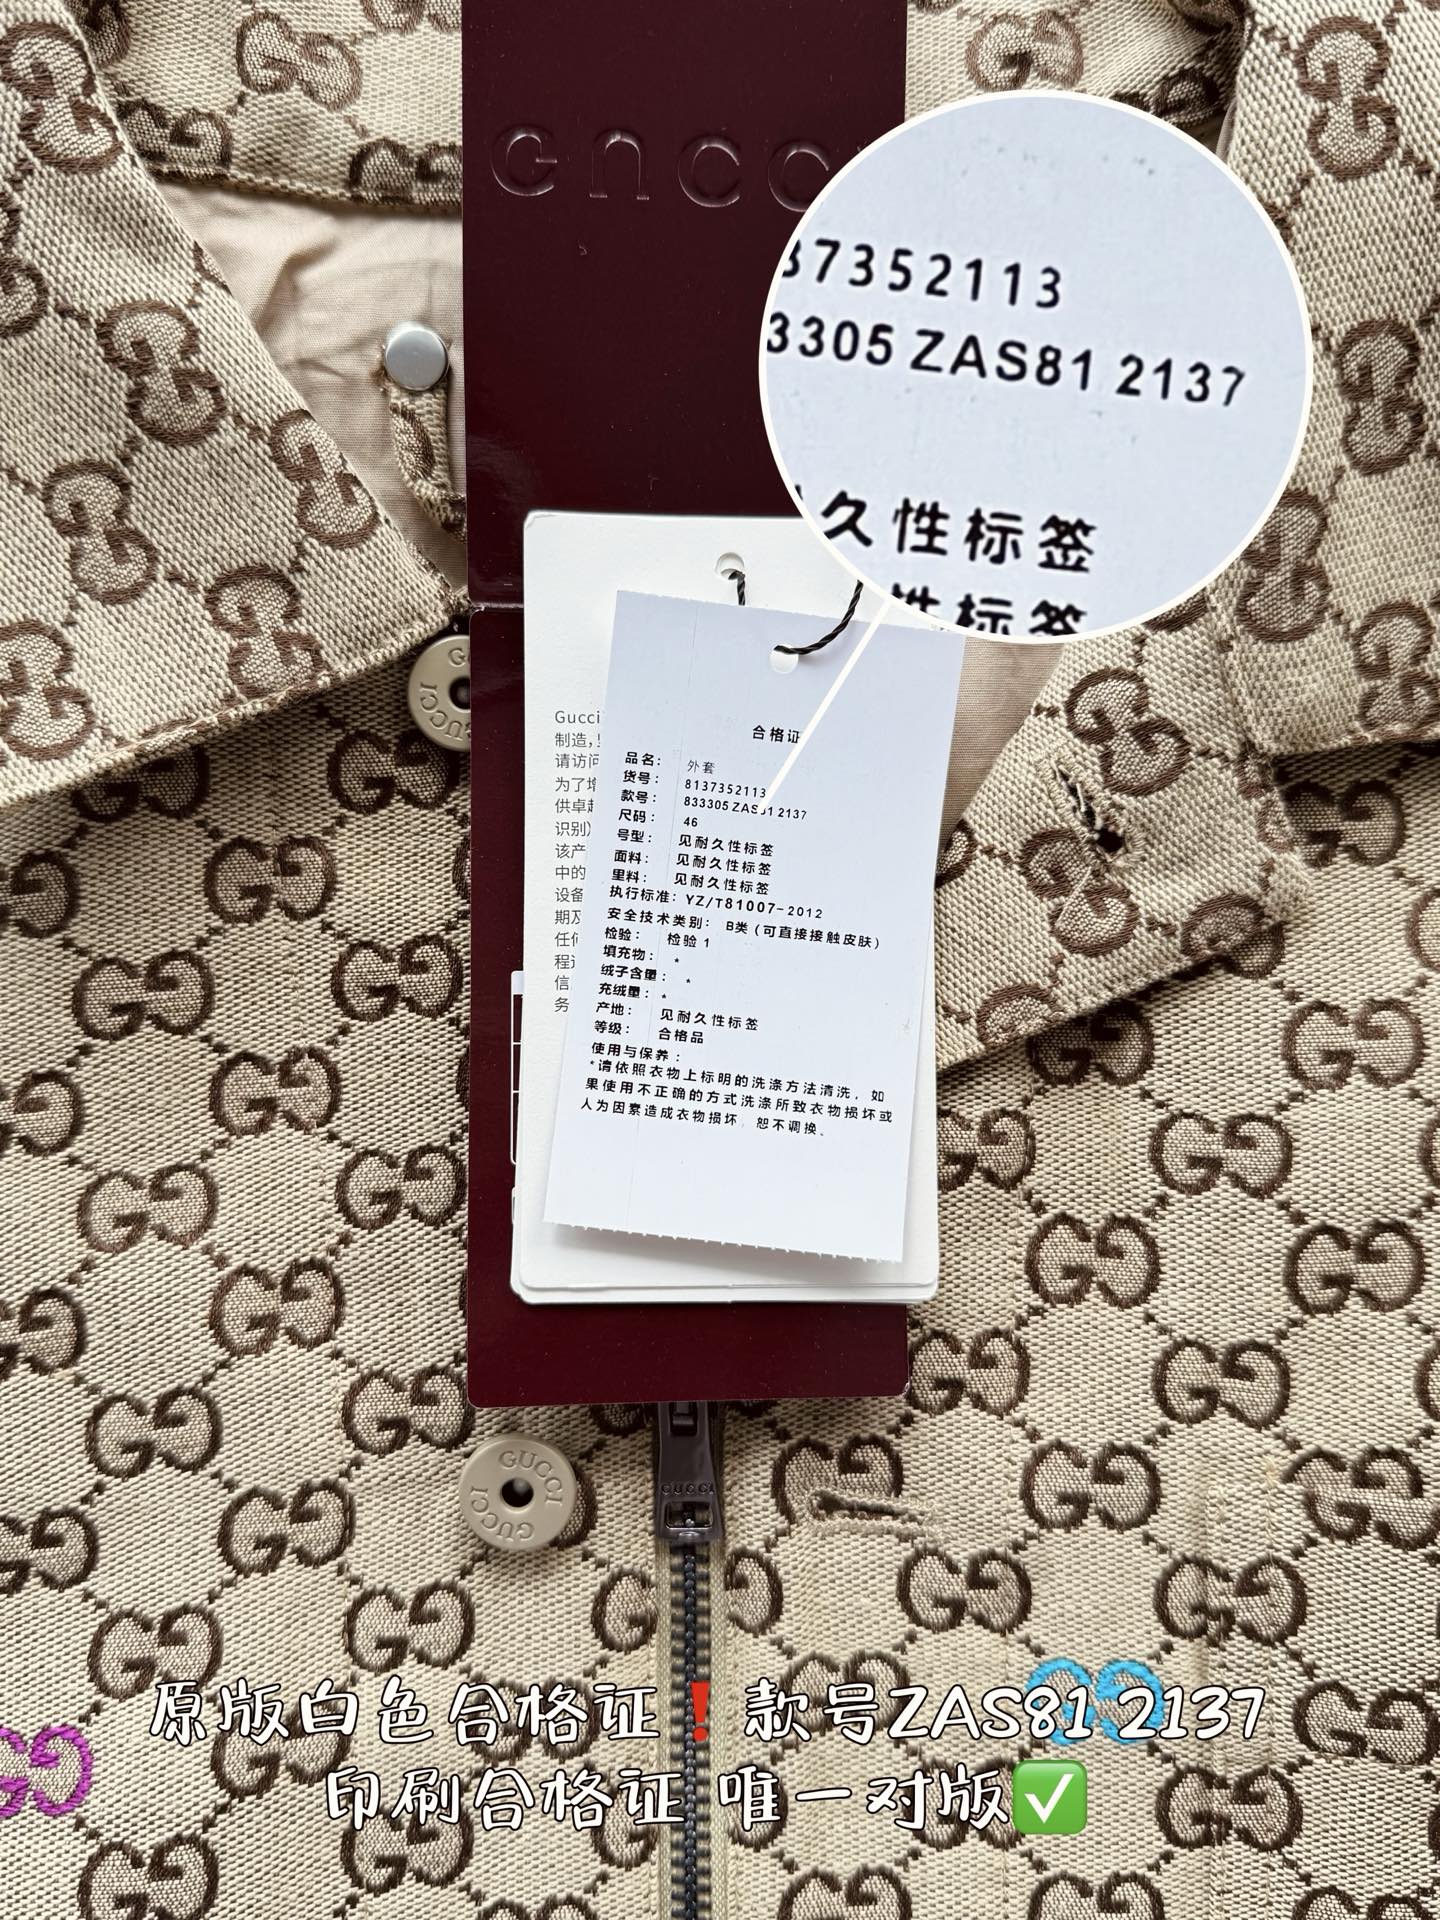 GUCC
37352113
3305 ZAS81 2137
久性标签
性标签
合格证
品名： 外套
货号： 8137352113
款号： 833305 ZAS81 2137
尺码： 46
号型： 见耐久性标签
面料： 见耐久性标签
里料： 见耐久性标签
执行标准：YZ/T81007-2012
安全技术类别： B类（可直接接触皮肤）
检验： 检验 1
填充物： *
绒子含量： *
充绒量： *
产地： 见耐久性标签
等级： 合格品
使用与保养：
*请依照衣物上标明的洗涤方法清洗，如
果使用不正确的方式洗涤所致衣物损坏或
人为因素造成衣物损坏，恕不调换。
Gucci
制造，
请访问
为了增
供卓越
识别）
该产
中的
设备
期及
任何
程
信
务
GUCCI
GUCCI
GUCCI
GUCCI
GUCCI
原版白色合格证❗款号ZAS81 2137
印刷合格证 唯一对版✅